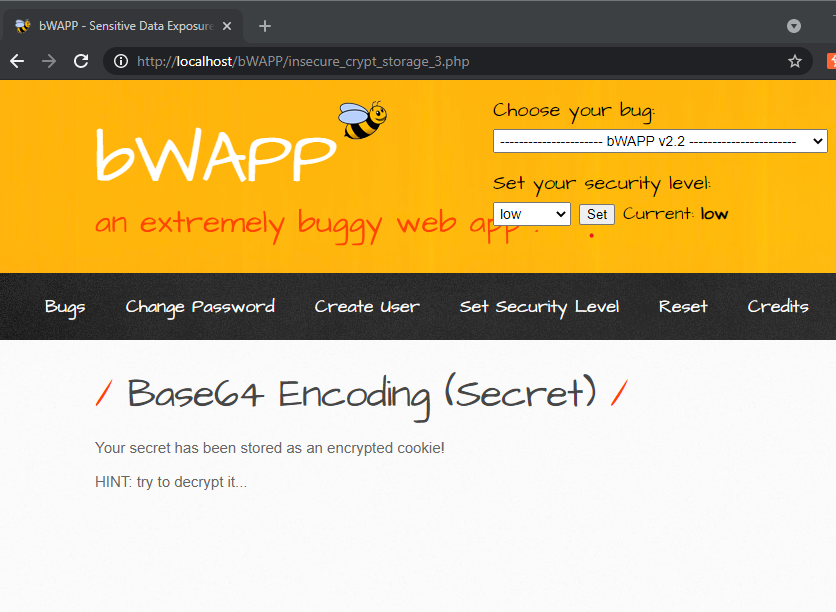 bWAPP - Sensitive Data Exposure
http://localhost/bWAPP/insecure_crypt_storage_3.php
bWAPP
an extremely buggy web app !
Choose your bug:
---------------------- bWAPP v2.2 -----------------------
Set your security level:
low Set Current: low
Bugs Change Password Create User Set Security Level Reset Credits
/ Base64 Encoding (Secret) /
Your secret has been stored as an encrypted cookie!
HINT: try to decrypt it...